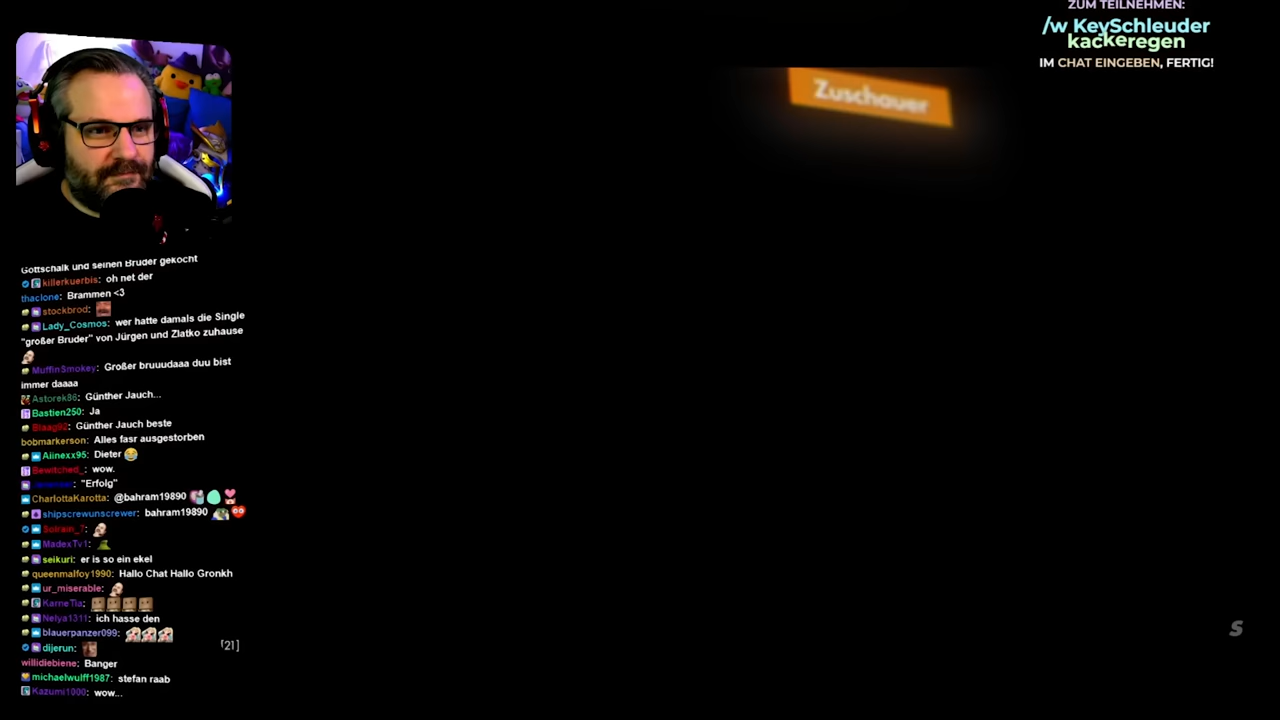 ZUM TEILNEHMEN:
/w KeySchleuder
kackeregen
IM CHAT EINGEBEN, FERTIG!
Zuschauer
Gottschalk und seinen Bruder gekocht
killerkuerbis: oh net der
thaclone: Brammen <3
stockbrod:
Lady_Cosmos: wer hatte damals die Single
"großer Bruder" von Jürgen und Zlatko zuhause
MuffinSmokey: Großer bruuudaaa duu bist
immer daaaa
Astorek86: Günther Jauch...
Bastien250: Ja
Blaag92: Günther Jauch beste
bobmarkerson: Alles fasr ausgestorben
Aiinexx95: Dieter 😂
Bewitched_: wow.
"Erfolg"
CharlottaKarotta: @bahram19890
shipscrewunscrewer: bahram19890
Solram_7:
MadexTv1:
seikuri: er is so ein ekel
queenmalfoy1990: Hallo Chat Hallo Gronkh
ur_miserable:
KarneTia:
Nelya1311: ich hasse den
blauerpanzer099:
[21]
dijerun:
willidiebiene: Banger
michaelwulff1987: stefan raab
Kazumi1000: wow...
S